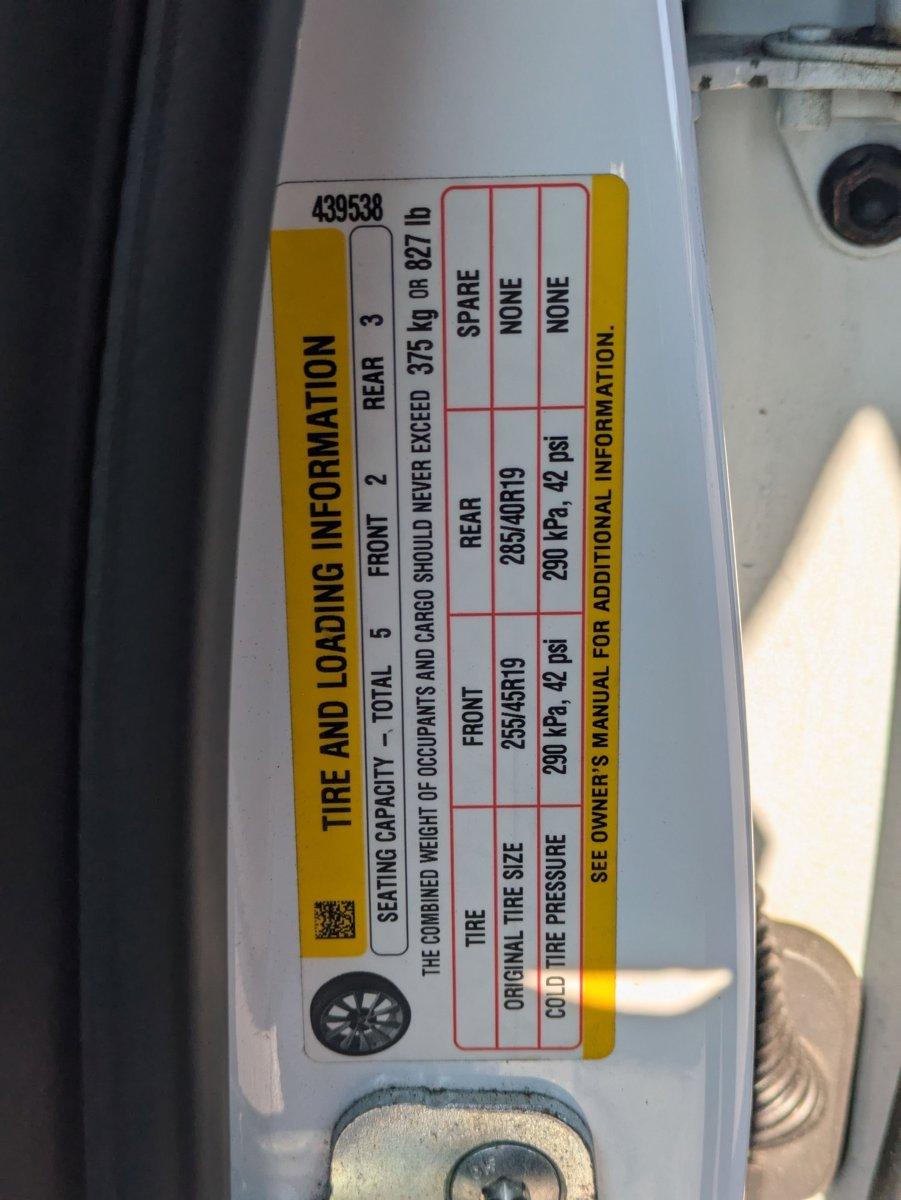 439538
TIRE AND LOADING INFORMATION
SEATING CAPACITY – TOTAL 5 FRONT 2 REAR 3
THE COMBINED WEIGHT OF OCCUPANTS AND CARGO SHOULD NEVER EXCEED 375 kg OR 827 lb
TIRE FRONT REAR SPARE
ORIGINAL TIRE SIZE 255/45R19 285/40R19 NONE
COLD TIRE PRESSURE 290 kPa, 42 psi 290 kPa, 42 psi NONE
SEE OWNER'S MANUAL FOR ADDITIONAL INFORMATION.